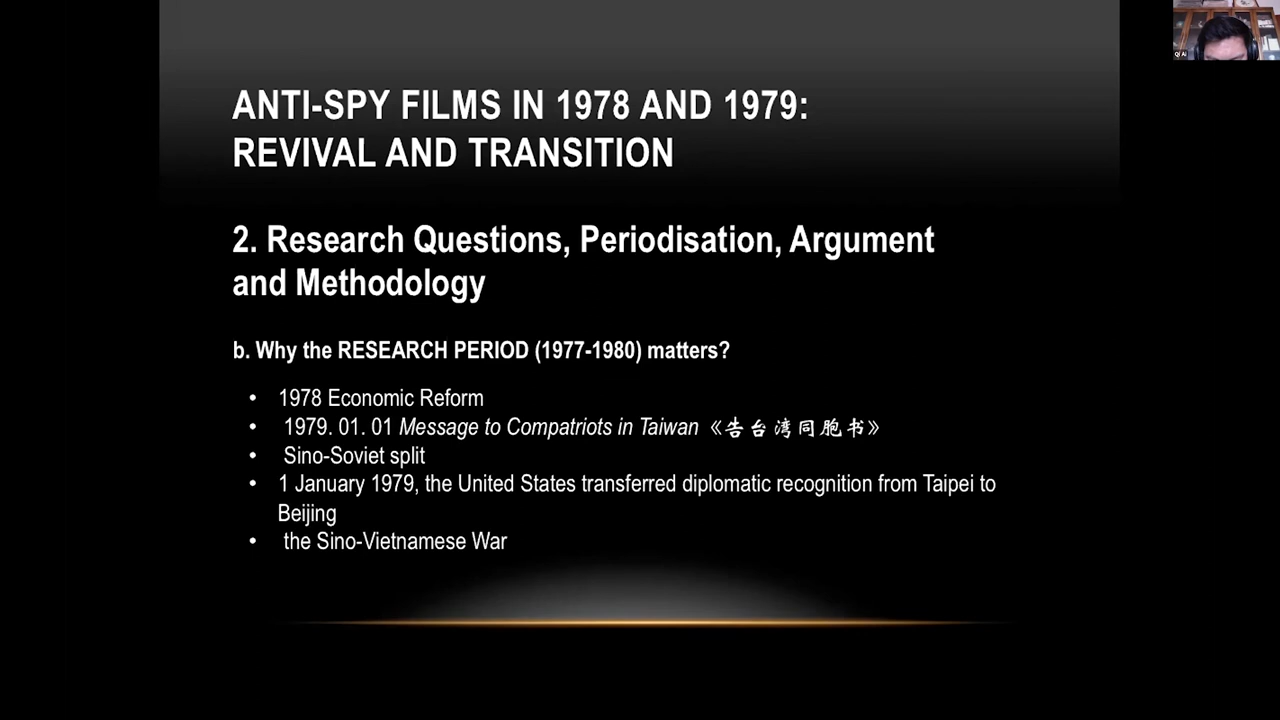 ANTI-SPY FILMS IN 1978 AND 1979:
REVIVAL AND TRANSITION
2. Research Questions, Periodisation, Argument
and Methodology
b. Why the RESEARCH PERIOD (1977-1980) matters?
• 1978 Economic Reform
• 1979. 01. 01 Message to Compatriots in Taiwan《告台湾同胞书》
• Sino-Soviet split
• 1 January 1979, the United States transferred diplomatic recognition from Taipei to
Beijing
• the Sino-Vietnamese War
Qi Ai